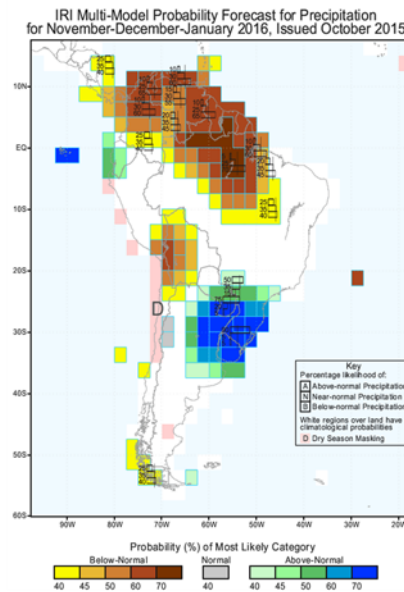 IRI Multi-Model Probability Forecast for Precipitation
for November-December-January 2016, Issued October 2015
10N
EQ
10S
20S
30S
40S
50S
60S
D
90W 80W 70W 60W 50W 40W 30W 20W
Key
Percentage likelihood of:
A Above-normal Precipitation
N Near-normal Precipitation
B Below-normal Precipitation
White regions over land have
climatological probabilities
D Dry Season Masking
Probability (%) of Most Likely Category
Below-Normal Normal Above-Normal
40 45 50 60 70 40 40 45 50 60 70